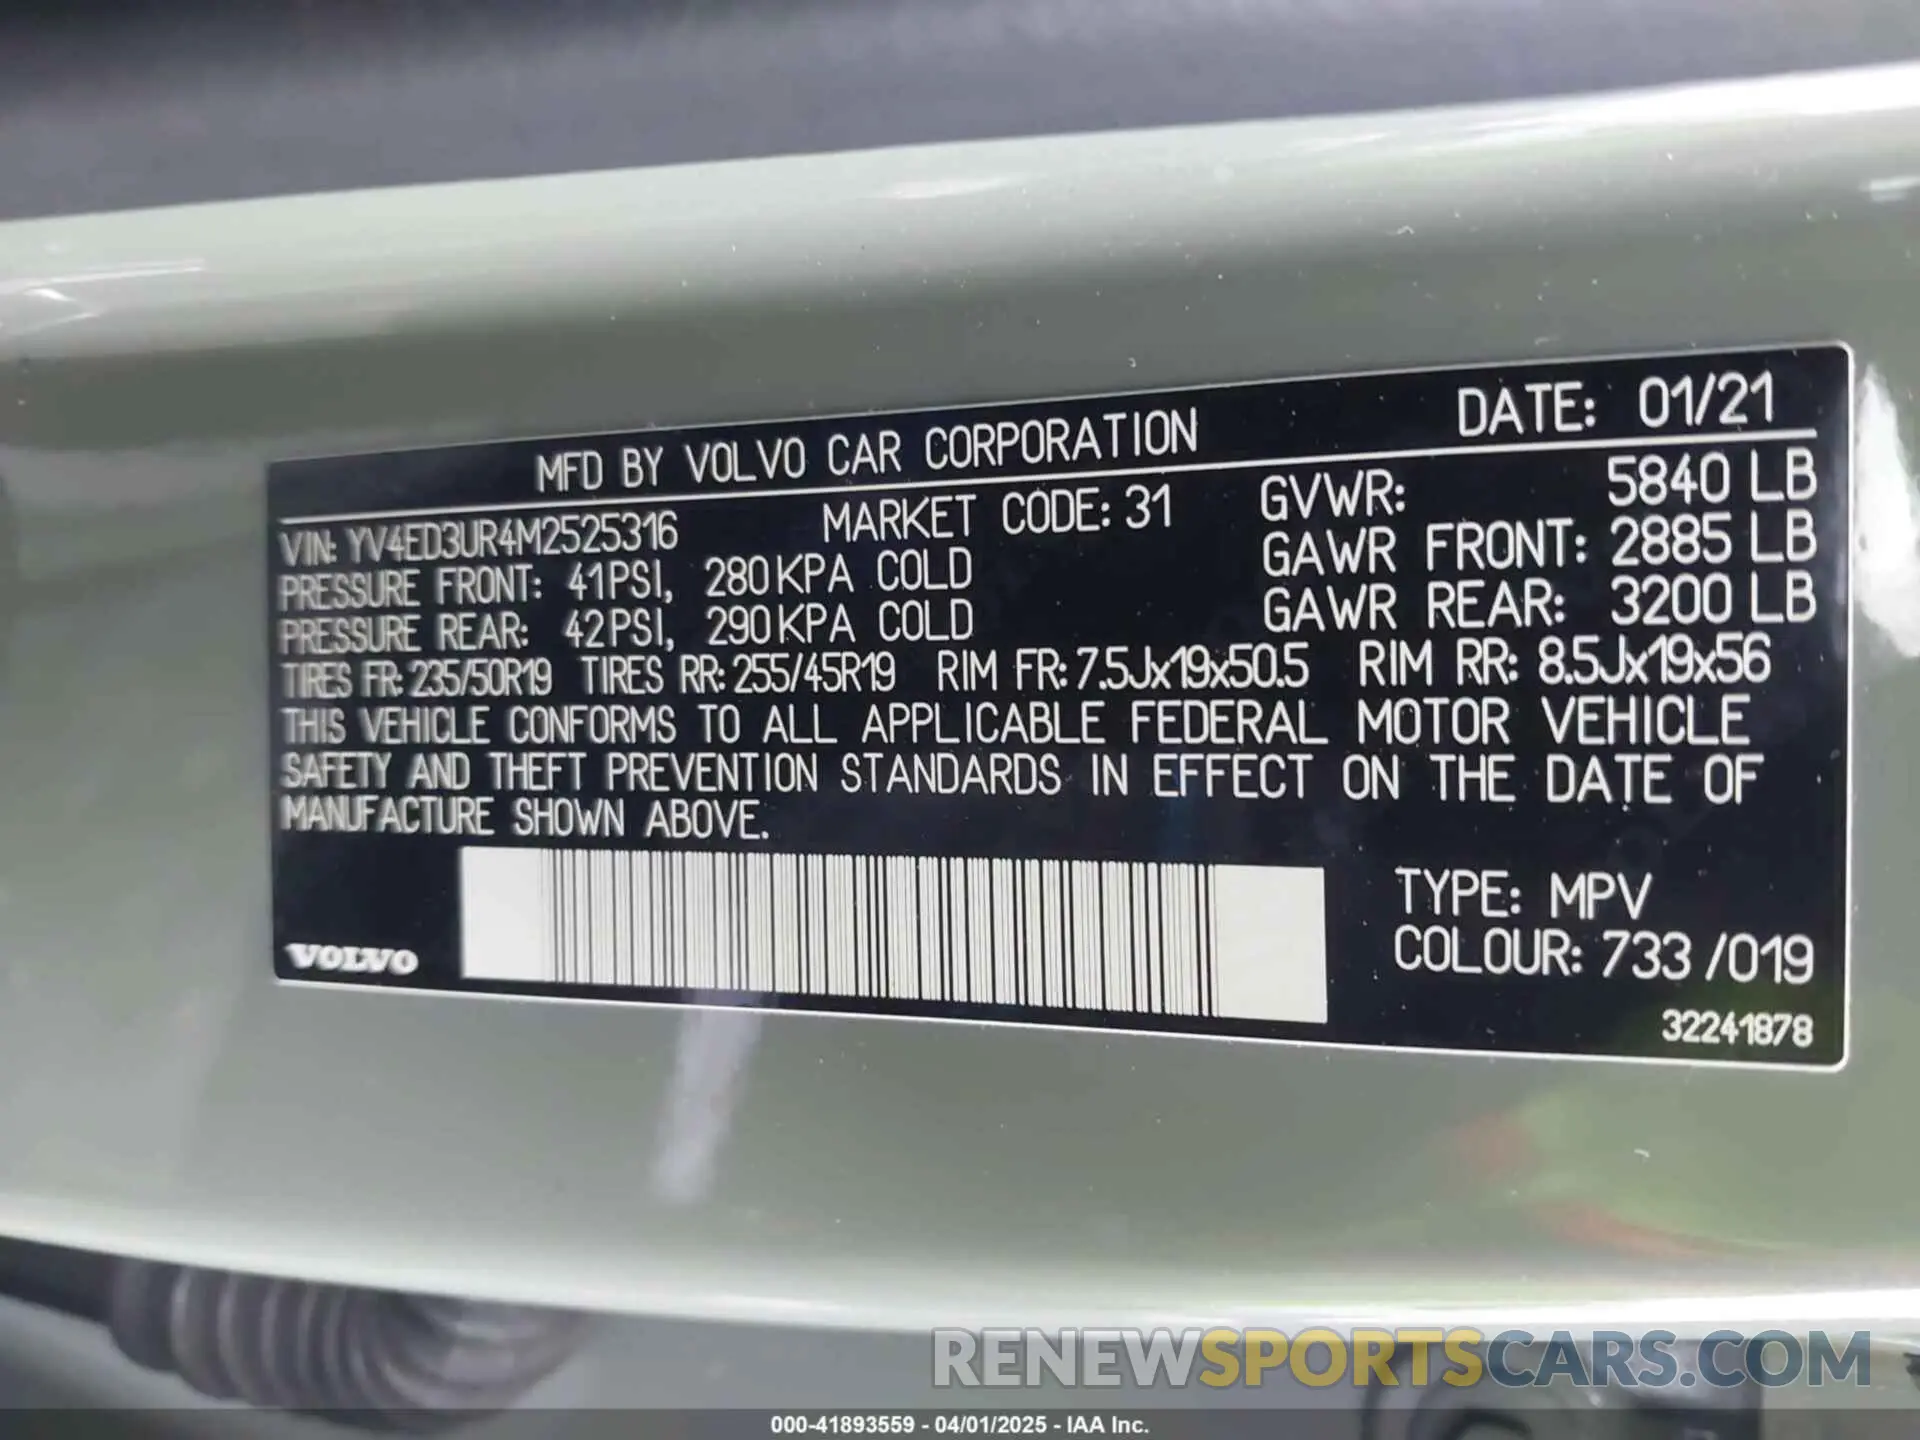 MFD BY VOLVO CAR CORPORATION DATE: 01/21
VIN: YV4ED3UR4M2525316 MARKET CODE: 31 GVWR: 5840 LB
PRESSURE FRONT: 41PSI, 280KPA COLD GAWR FRONT: 2885 LB
PRESSURE REAR: 42PSI, 290KPA COLD GAWR REAR: 3200 LB
TIRES FR: 235/50R19 TIRES RR: 255/45R19 RIM FR: 7.5Jx19x50.5 RIM RR: 8.5Jx19x56
THIS VEHICLE CONFORMS TO ALL APPLICABLE FEDERAL MOTOR VEHICLE
SAFETY AND THEFT PREVENTION STANDARDS IN EFFECT ON THE DATE OF
MANUFACTURE SHOWN ABOVE.
TYPE: MPV
VOLVO COLOUR: 733 /019
32241878
RENEWSPORTSCARS.COM
000-41893559 - 04/01/2025 - IAA Inc.